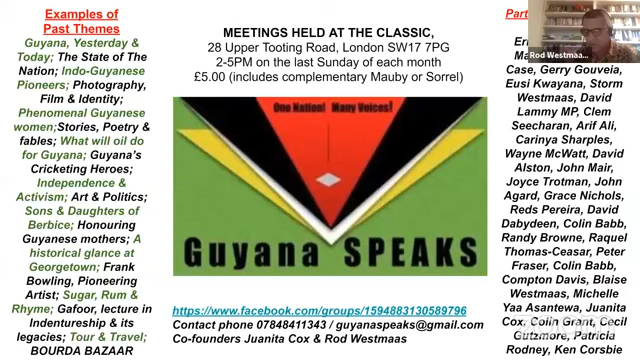 Examples of
Past Themes
Guyana, Yesterday &
Today; The State of The
Nation; Indo-Guyanese
Pioneers; Photography,
Film & Identity;
Phenomenal Guyanese
women; Stories, Poetry &
fables; What will oil do
for Guyana; Guyana's
Cricketing Heroes;
Independence &
Activism; Art & Politics;
Sons & Daughters of
Berbice; Honouring
Guyanese mothers; A
historical glance at
Georgetown; Frank
Bowling, Pioneering
Artist; Sugar, Rum &
Rhyme; Gafoor, lecture in
Indentureship & its
legacies; Tour & Travel;
BOURDA BAZAAR
MEETINGS HELD AT THE CLASSIC,
28 Upper Tooting Road, London SW17 7PG
2-5PM on the last Sunday of each month
£5.00 (includes complementary Mauby or Sorrel)
One Nation! Many Voices!
Guyana SPEAKS
https://www.facebook.com/groups/1594883130589796
Contact phone 07848411343 / guyanaspeaks@gmail.com
Co-founders Juanita Cox & Rod Westmaas
Rod Westmaa...
Case, Gerry Gouveia,
Eusi Kwayana, Storm
Westmaas, David
Lammy MP, Clem
Seecharan, Arif Ali,
Carinya Sharples,
Wayne McWatt, David
Alston, John Mair,
Joyce Trotman, John
Agard, Grace Nichols,
Reds Pereira, David
Dabydeen, Colin Babb,
Randy Browne, Raquel
Thomas-Ceasar, Peter
Fraser, Colin Babb,
Compton Davis, Blaise
Westmaas, Michelle
Yaa Asantewa, Juanita
Cox, Colin Grant, Cecil
Gutzmore, Patricia
Rodney, Ken Corsbie